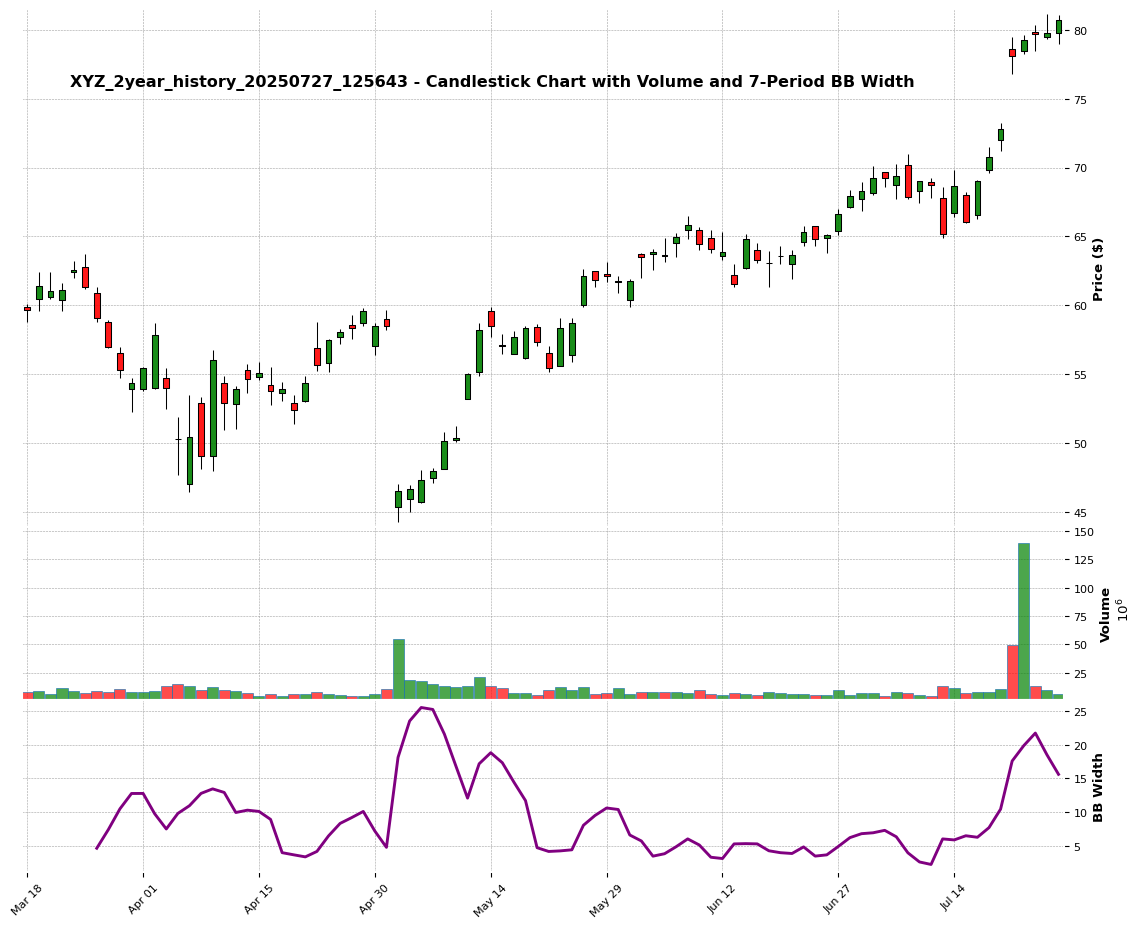 XYZ_2year_history_20250727_125643 - Candlestick Chart with Volume and 7-Period BB Width
80
75
70
65
60
55
50
45
Price ($)
150
125
100
75
50
25
Volume
10^6
25
20
15
10
5
BB Width
Mar 18
Apr 01
Apr 15
Apr 30
May 14
May 29
Jun 12
Jun 27
Jul 14